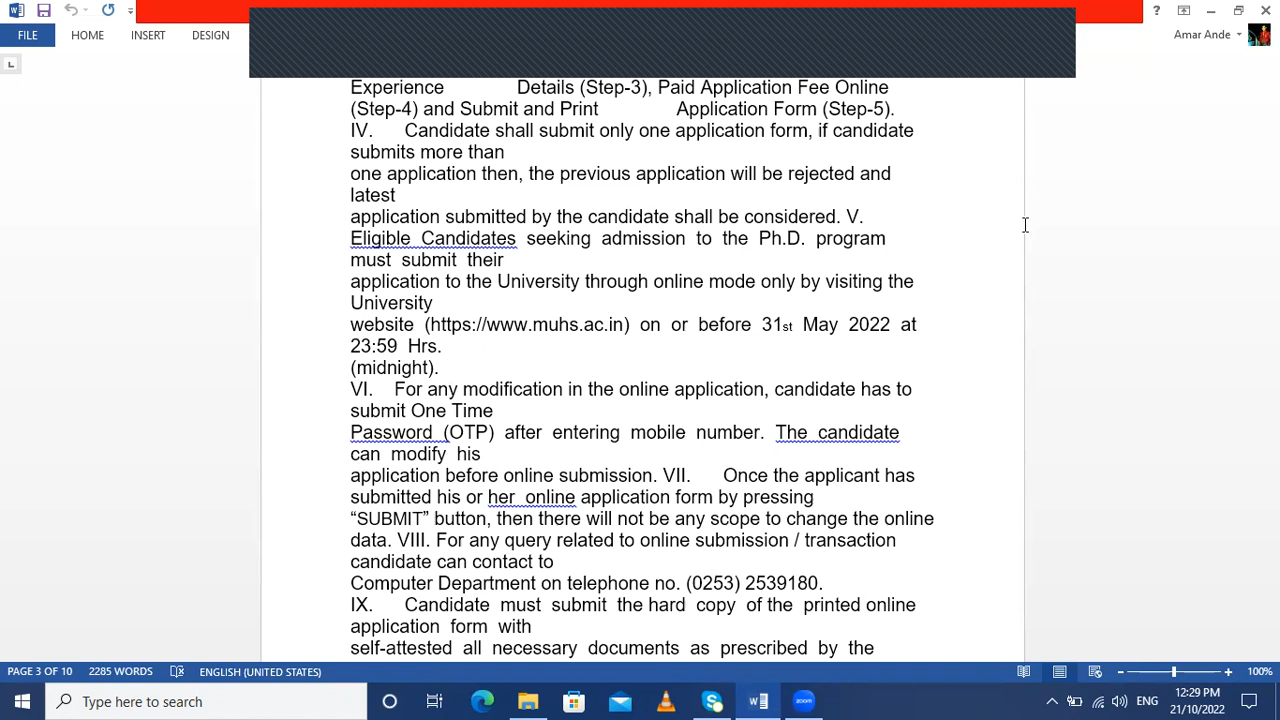 FILE HOME INSERT DESIGN
? Amar Ande
Experience Details (Step-3), Paid Application Fee Online
(Step-4) and Submit and Print Application Form (Step-5).
IV. Candidate shall submit only one application form, if candidate
submits more than
one application then, the previous application will be rejected and
latest
application submitted by the candidate shall be considered. V.
Eligible Candidates seeking admission to the Ph.D. program
must submit their
application to the University through online mode only by visiting the
University
website (https://www.muhs.ac.in) on or before 31st May 2022 at
23:59 Hrs.
(midnight).
VI. For any modification in the online application, candidate has to
submit One Time
Password (OTP) after entering mobile number. The candidate
can modify his
application before online submission. VII. Once the applicant has
submitted his or her online application form by pressing
“SUBMIT” button, then there will not be any scope to change the online
data. VIII. For any query related to online submission / transaction
candidate can contact to
Computer Department on telephone no. (0253) 2539180.
IX. Candidate must submit the hard copy of the printed online
application form with
self-attested all necessary documents as prescribed by the
PAGE 3 OF 10 2285 WORDS ENGLISH (UNITED STATES) 100%
Type here to search zoom ENG 12:29 PM
21/10/2022